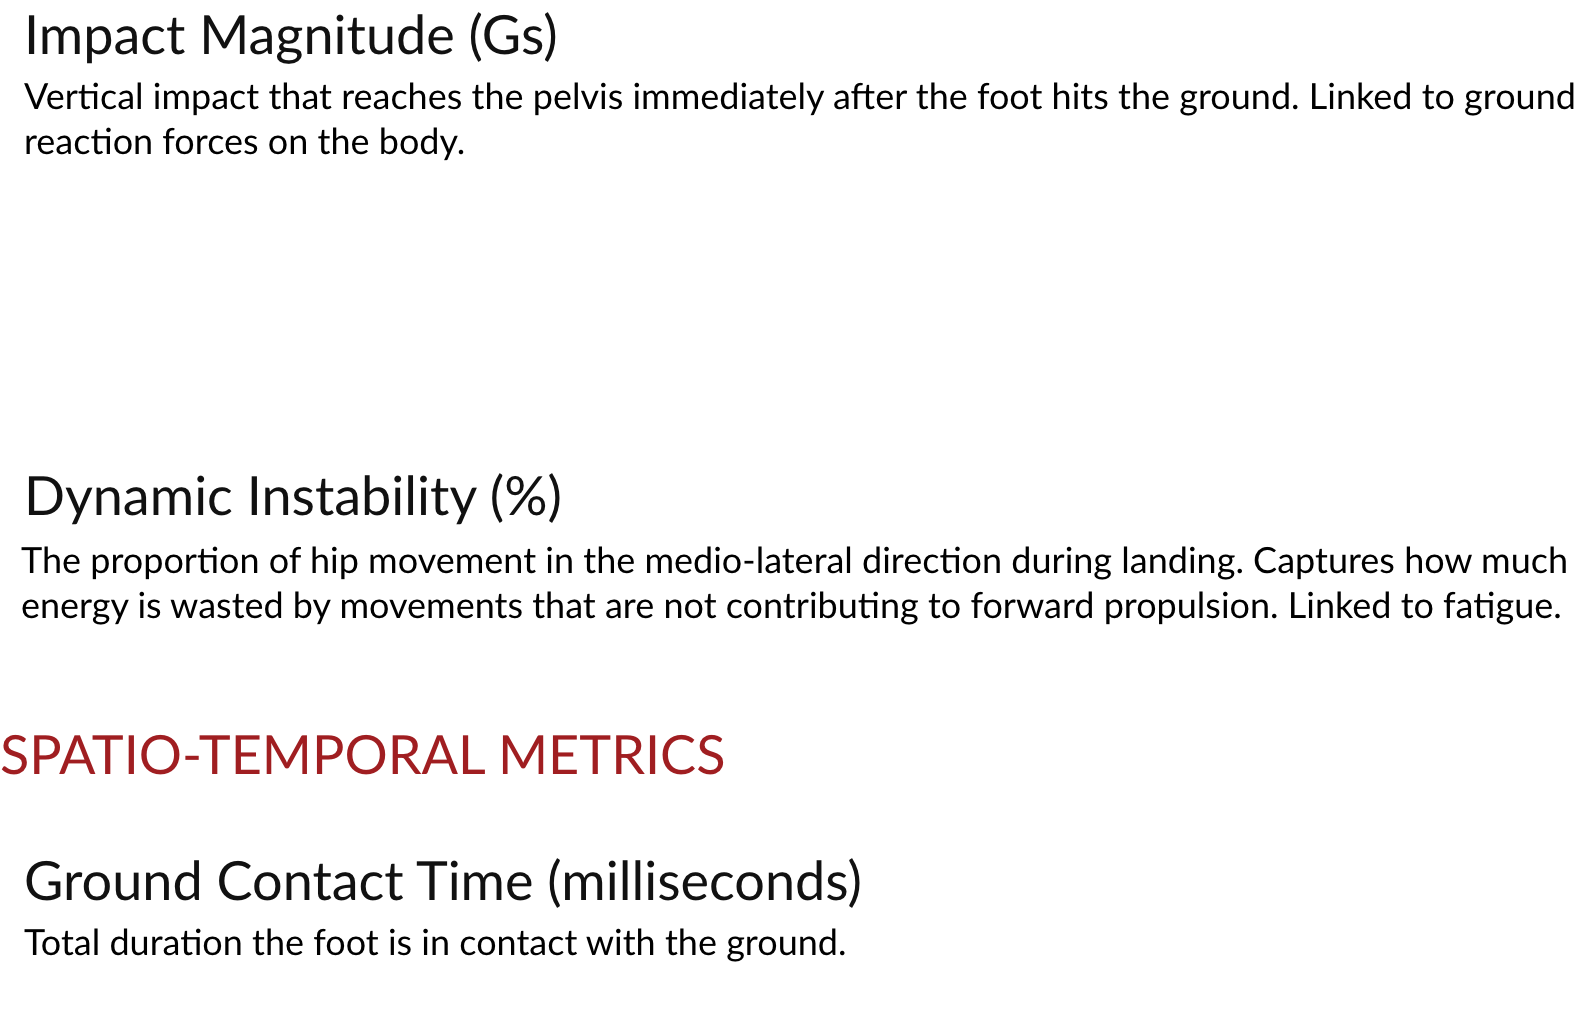 Impact Magnitude (Gs)
Vertical impact that reaches the pelvis immediately after the foot hits the ground. Linked to ground
reaction forces on the body.
Dynamic Instability (%)
The proportion of hip movement in the medio-lateral direction during landing. Captures how much
energy is wasted by movements that are not contributing to forward propulsion. Linked to fatigue.
SPATIO-TEMPORAL METRICS
Ground Contact Time (milliseconds)
Total duration the foot is in contact with the ground.